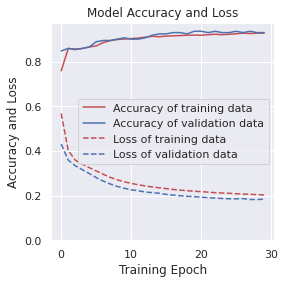 Model Accuracy and Loss
Accuracy and Loss
0.8
0.6
0.4
0.2
0.0
Accuracy of training data
Accuracy of validation data
Loss of training data
Loss of validation data
0
10
20
30
Training Epoch